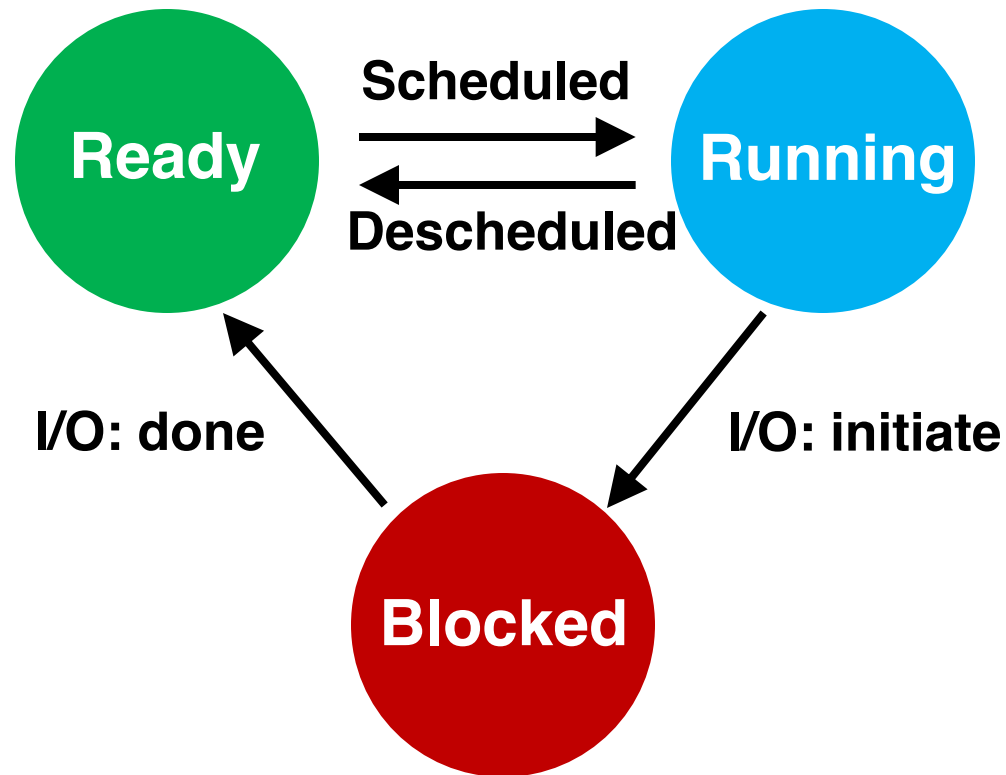 Scheduled
Ready
Running
Descheduled
I/O: done
I/O: initiate
Blocked